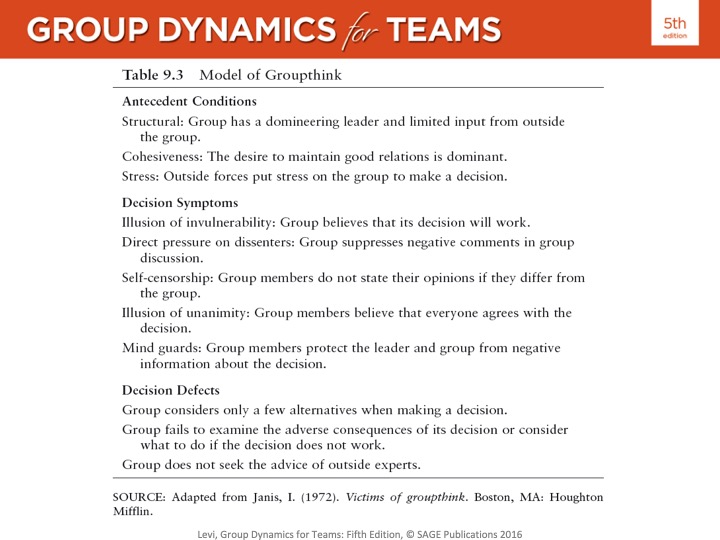 GROUP DYNAMICS for TEAMS
5th
edition
Table 9.3 Model of Groupthink
Antecedent Conditions
Structural: Group has a domineering leader and limited input from outside
the group.
Cohesiveness: The desire to maintain good relations is dominant.
Stress: Outside forces put stress on the group to make a decision.
Decision Symptoms
Illusion of invulnerability: Group believes that its decision will work.
Direct pressure on dissenters: Group suppresses negative comments in group
discussion.
Self-censorship: Group members do not state their opinions if they differ from
the group.
Illusion of unanimity: Group members believe that everyone agrees with the
decision.
Mind guards: Group members protect the leader and group from negative
information about the decision.
Decision Defects
Group considers only a few alternatives when making a decision.
Group fails to examine the adverse consequences of its decision or consider
what to do if the decision does not work.
Group does not seek the advice of outside experts.
SOURCE: Adapted from Janis, I. (1972). Victims of groupthink. Boston, MA: Houghton
Mifflin.
Levi, Group Dynamics for Teams: Fifth Edition, © SAGE Publications 2016